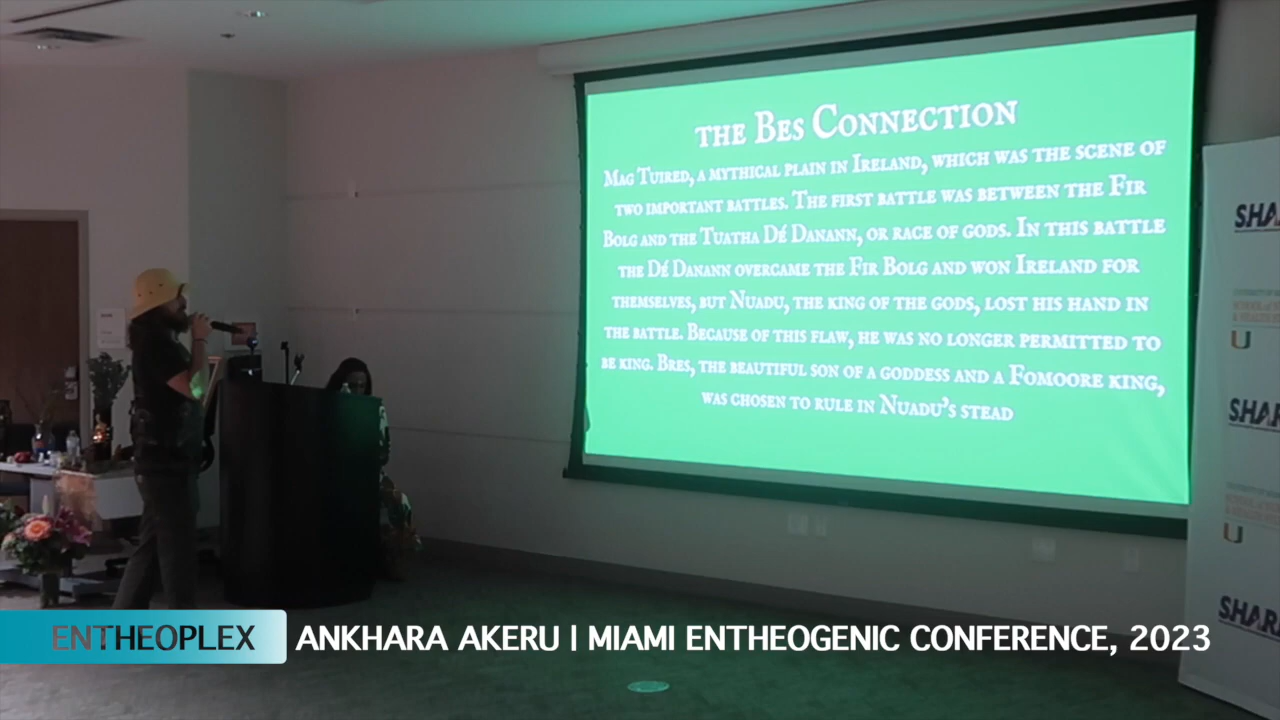 THE BES CONNECTION
MAG TUIRED, A MYTHICAL PLAIN IN IRELAND, WHICH WAS THE SCENE OF
TWO IMPORTANT BATTLES. THE FIRST BATTLE WAS BETWEEN THE FIR
BOLG AND THE TUATHA DÉ DANANN, OR RACE OF GODS. IN THIS BATTLE
THE DÉ DANANN OVERCAME THE FIR BOLG AND WON IRELAND FOR
THEMSELVES, BUT NUADU, THE KING OF THE GODS, LOST HIS HAND IN
THE BATTLE. BECAUSE OF THIS FLAW, HE WAS NO LONGER PERMITTED TO
BE KING. BRES, THE BEAUTIFUL SON OF A GODDESS AND A FOMOORE KING,
WAS CHOSEN TO RULE IN NUADU'S STEAD
SHA
U
SHA
U
SHAR
ENTHEOPLEX
ANKHARA AKERU | MIAMI ENTHEOGENIC CONFERENCE, 2023